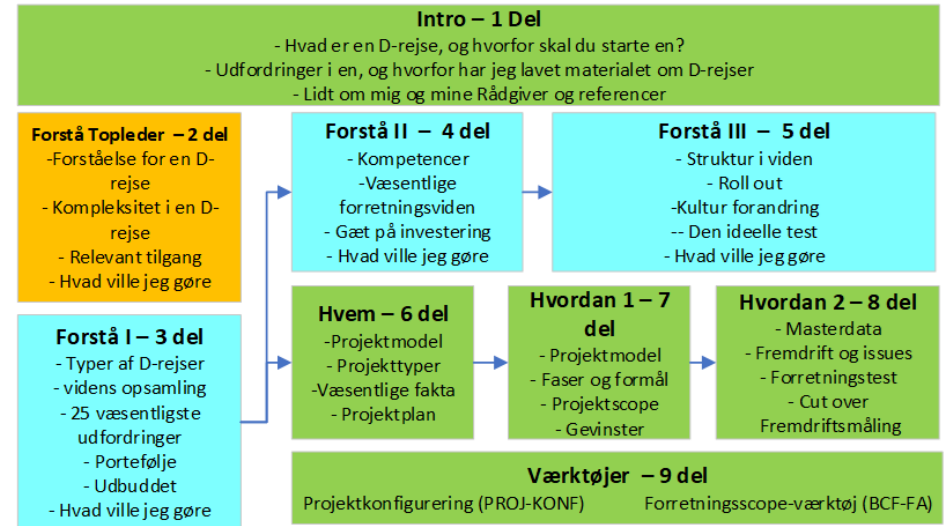 Intro – 1 Del
- Hvad er en D-rejse, og hvorfor skal du starte en?
- Udfordringer i en, og hvorfor har jeg lavet materialet om D-rejser
- Lidt om mig og mine Rådgiver og referencer
Forstå Topleder – 2 del
-Forståelse for en D-
rejse
- Kompleksitet i en D-
rejse
- Relevant tilgang
- Hvad ville jeg gøre
Forstå I – 3 del
- Typer af D-rejser
- videns opsamling
- 25 væsentligste
udfordringer
- Portefølje
- Udbuddet
- Hvad ville jeg gøre
Forstå II – 4 del
- Kompetencer
-Væsentlige
forretningsviden
- Gæt på investering
- Hvad ville jeg gøre
Forstå III – 5 del
- Struktur i viden
- Roll out
-Kultur forandring
-- Den ideelle test
- Hvad ville jeg gøre
Hvem – 6 del
-Projektmodel
- Projekttyper
-Væsentlige fakta
- Projektplan
Hvordan 1 – 7
del
- Projektmodel
- Faser og formål
- Projektscope
- Gevinster
Hvordan 2 – 8 del
- Masterdata
- Fremdrift og issues
- Forretningstest
- Cut over
Fremdriftsmåling
Værktøjer – 9 del
Projektkonfigurering (PROJ-KONF) Forretningsscope-værktøj (BCF-FA)